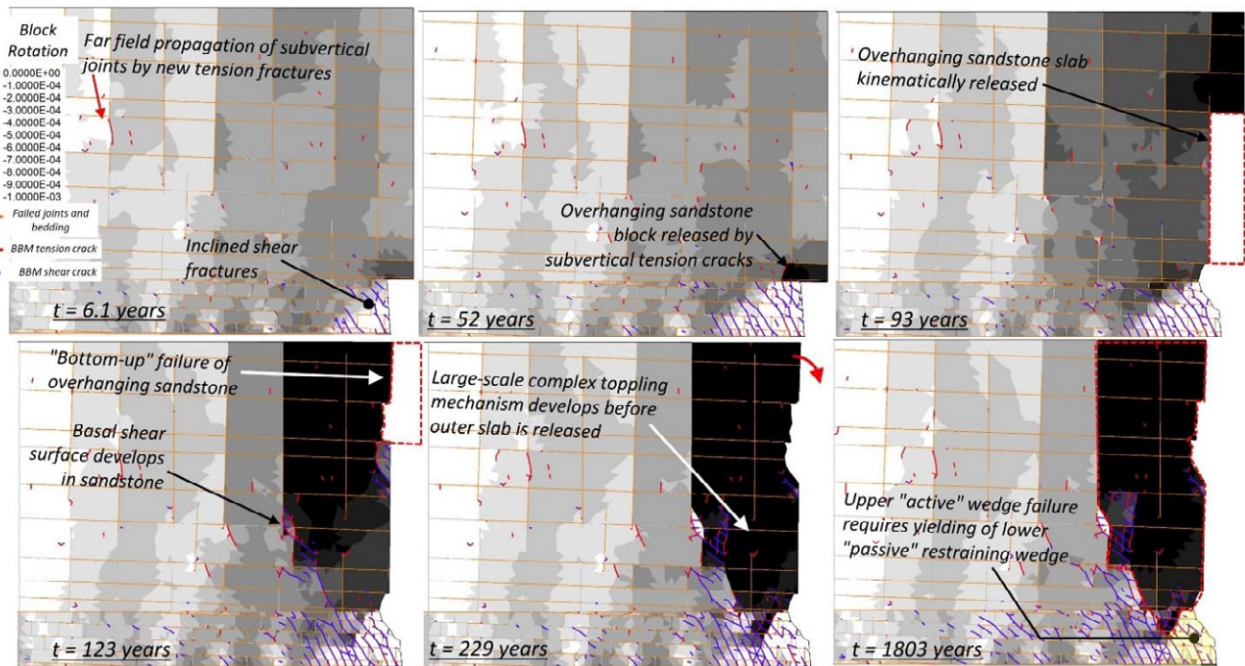 Block
Rotation
0.0000E+00
-1.0000E-04
-2.0000E-04
-3.0000E-04
-4.0000E-04
-5.0000E-04
-6.0000E-04
-7.0000E-04
-8.0000E-04
-9.0000E-04
-1.0000E-03
Failed joints and
bedding
BBM tension crack
BBM shear crack
Far field propagation of subvertical
joints by new tension fractures
Inclined shear
fractures
t = 6.1 years
Overhanging sandstone
block released by
subvertical tension cracks
t = 52 years
Overhanging sandstone slab
kinematically released
t = 93 years
"Bottom-up" failure of
overhanging sandstone
Basal shear
surface develops
in sandstone
t = 123 years
Large-scale complex toppling
mechanism develops before
outer slab is released
t = 229 years
Upper "active" wedge failure
requires yielding of lower
"passive" restraining wedge
t = 1803 years